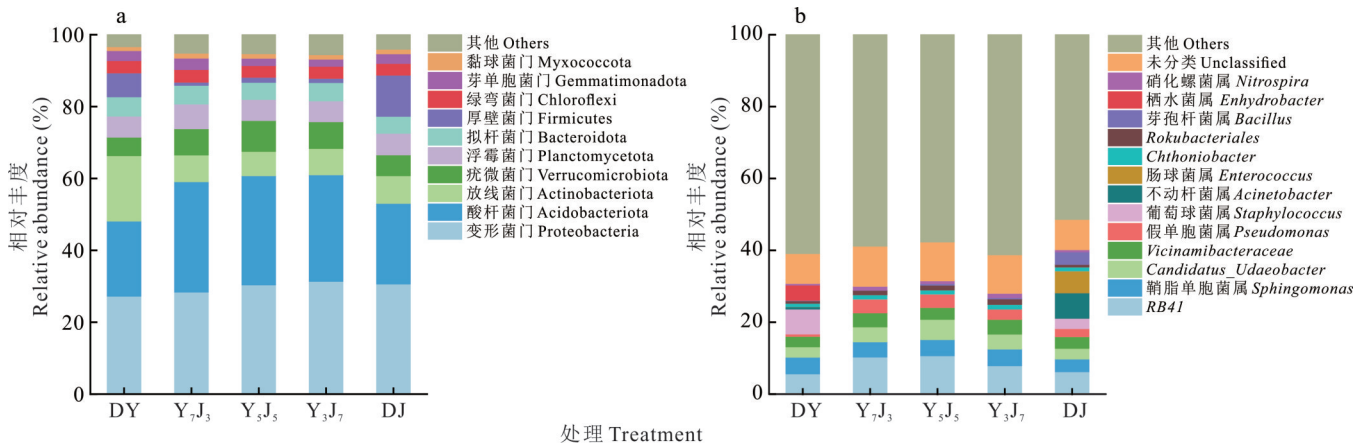 a
100
80
60
40
20
0
相对丰度
Relative abundance (%)
DY
Y₇J₃
Y₅J₅
Y₃J₇
DJ
其他 Others
黏球菌门 Myxococcota
芽单胞菌门 Gemmatimonadota
绿弯菌门 Chloroflexi
厚壁菌门 Firmicutes
拟杆菌门 Bacteroidota
浮霉菌门 Planctomycetota
疣微菌门 Verrucomicrobiota
放线菌门 Actinobacteriota
酸杆菌门 Acidobacteriota
变形菌门 Proteobacteria
b
100
80
60
40
20
0
相对丰度
Relative abundance (%)
DY
Y₇J₃
Y₅J₅
Y₃J₇
DJ
其他 Others
未分类 Unclassified
硝化螺菌属 Nitrospira
栖水菌属 Enhydrobacter
芽孢杆菌属 Bacillus
Rokubacteriales
Chthoniobacter
肠球菌属 Enterococcus
不动杆菌属 Acinetobacter
葡萄球菌属 Staphylococcus
假单胞菌属 Pseudomonas
Vicinamibacteraceae
Candidatus_Udaeobacter
鞘脂单胞菌属 Sphingomonas
RB41
处理 Treatment